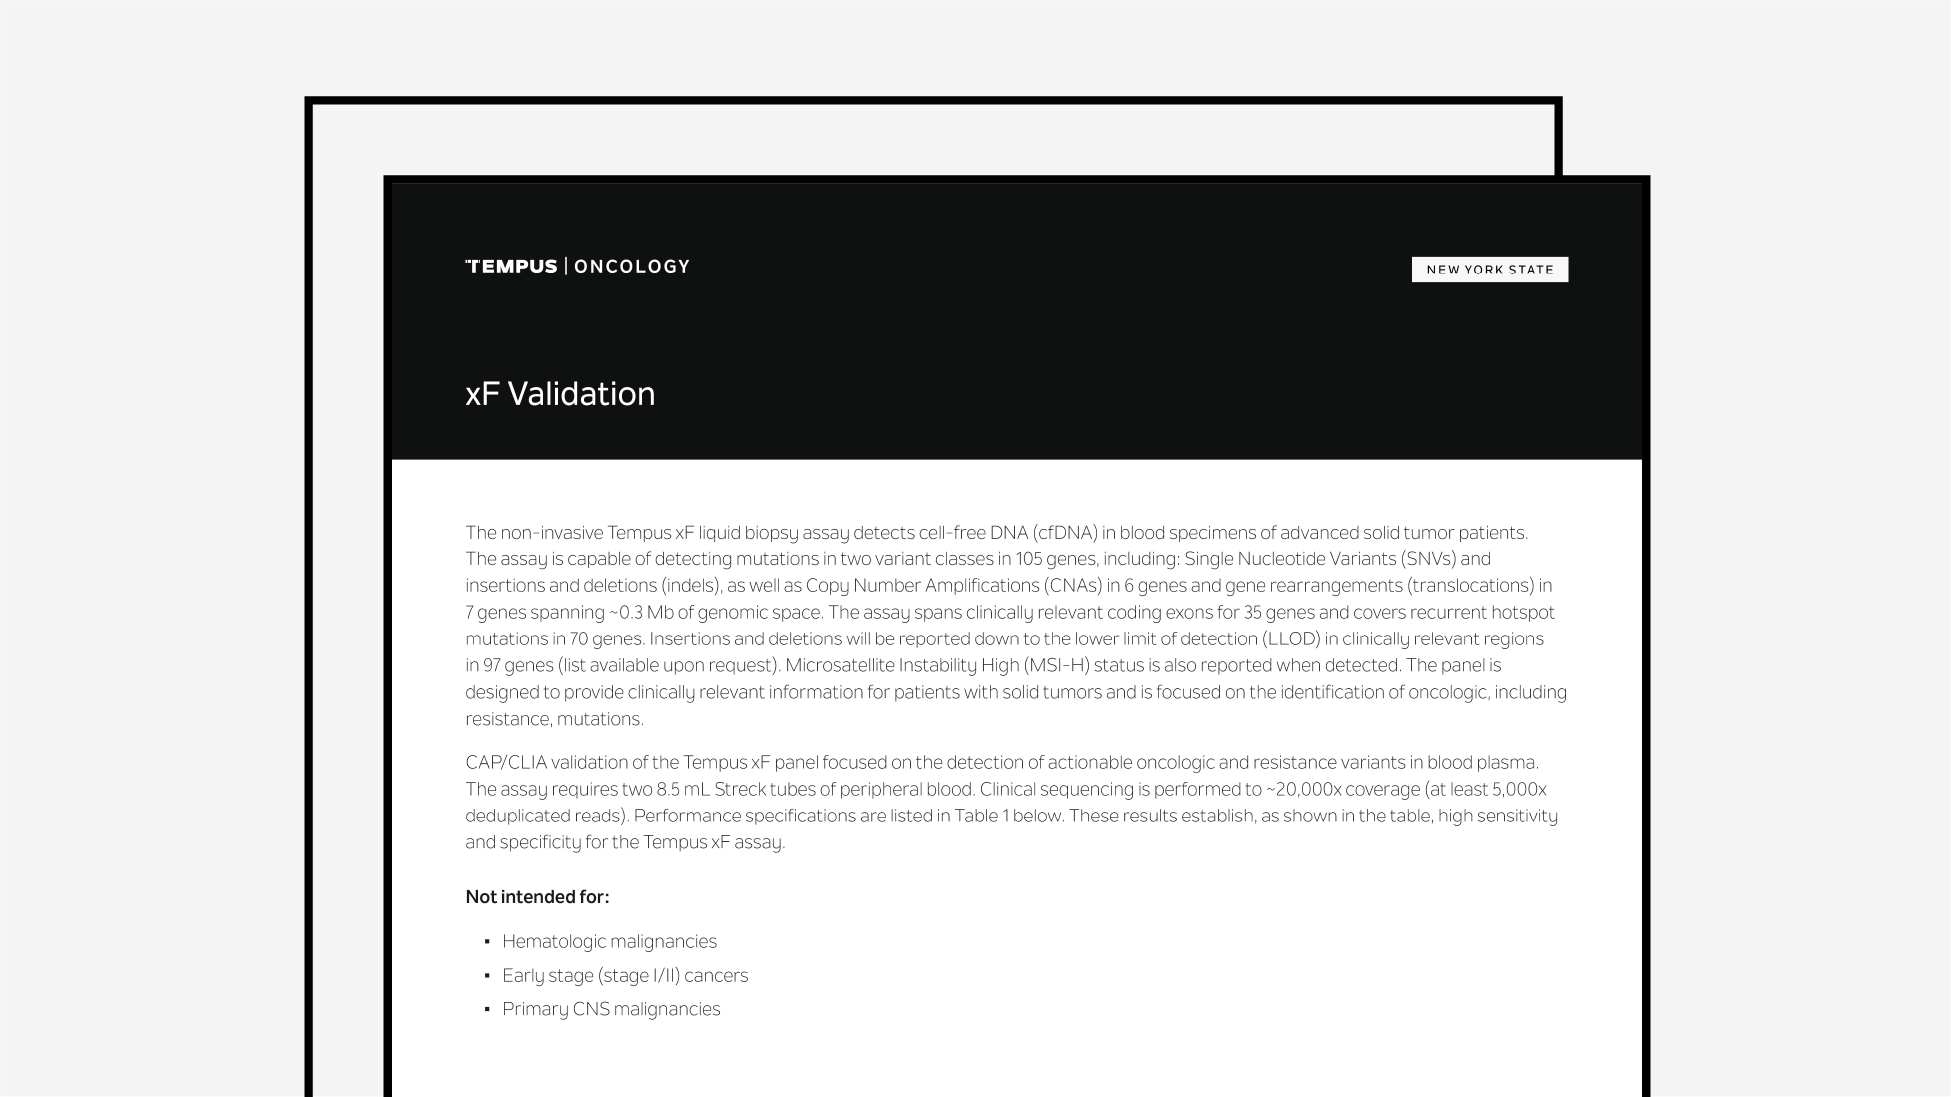 TEMPUS | ONCOLOGY
NEW YORK STATE
xF Validation
The non-invasive Tempus xF liquid biopsy assay detects cell-free DNA (cfDNA) in blood specimens of advanced solid tumor patients.
The assay is capable of detecting mutations in two variant classes in 105 genes, including: Single Nucleotide Variants (SNVs) and
insertions and deletions (indels), as well as Copy Number Amplifications (CNAs) in 6 genes and gene rearrangements (translocations) in
7 genes spanning ~0.3 Mb of genomic space. The assay spans clinically relevant coding exons for 35 genes and covers recurrent hotspot
mutations in 70 genes. Insertions and deletions will be reported down to the lower limit of detection (LLOD) in clinically relevant regions
in 97 genes (list available upon request). Microsatellite Instability High (MSI-H) status is also reported when detected. The panel is
designed to provide clinically relevant information for patients with solid tumors and is focused on the identification of oncologic, including
resistance, mutations.
CAP/CLIA validation of the Tempus xF panel focused on the detection of actionable oncologic and resistance variants in blood plasma.
The assay requires two 8.5 mL Streck tubes of peripheral blood. Clinical sequencing is performed to ~20,000x coverage (at least 5,000x
deduplicated reads). Performance specifications are listed in Table 1 below. These results establish, as shown in the table, high sensitivity
and specificity for the Tempus xF assay.
Not intended for:
▪ Hematologic malignancies
▪ Early stage (stage I/II) cancers
▪ Primary CNS malignancies